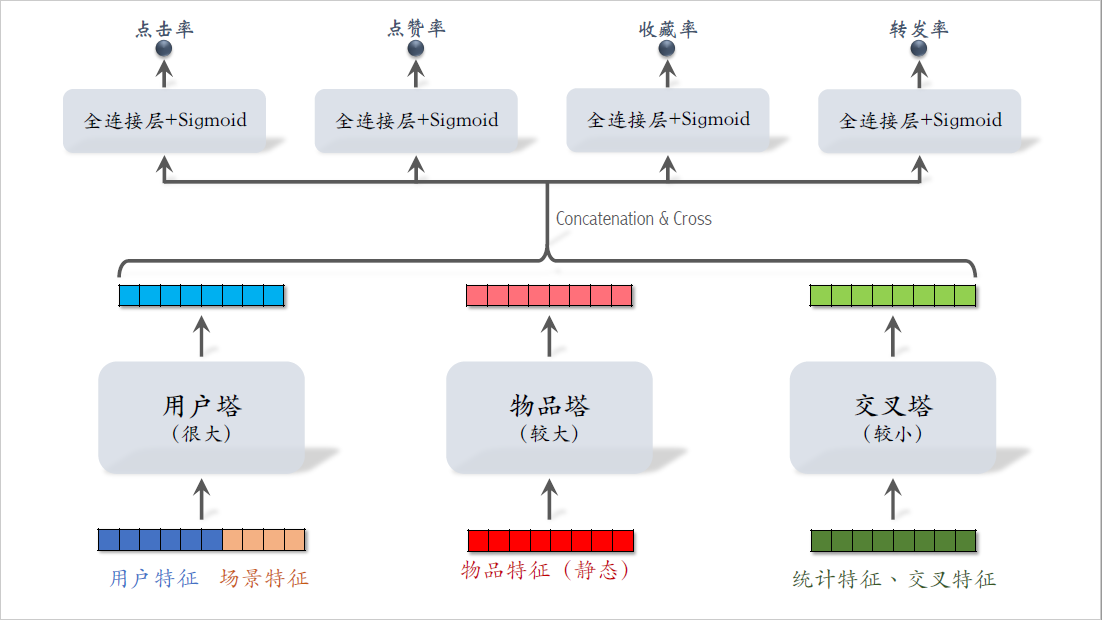 点击率
点赞率
收藏率
转发率
全连接层+Sigmoid
全连接层+Sigmoid
全连接层+Sigmoid
全连接层+Sigmoid
Concatenation & Cross
用户塔
（很大）
物品塔
（较大）
交叉塔
（较小）
用户特征
场景特征
物品特征（静态）
统计特征、交叉特征